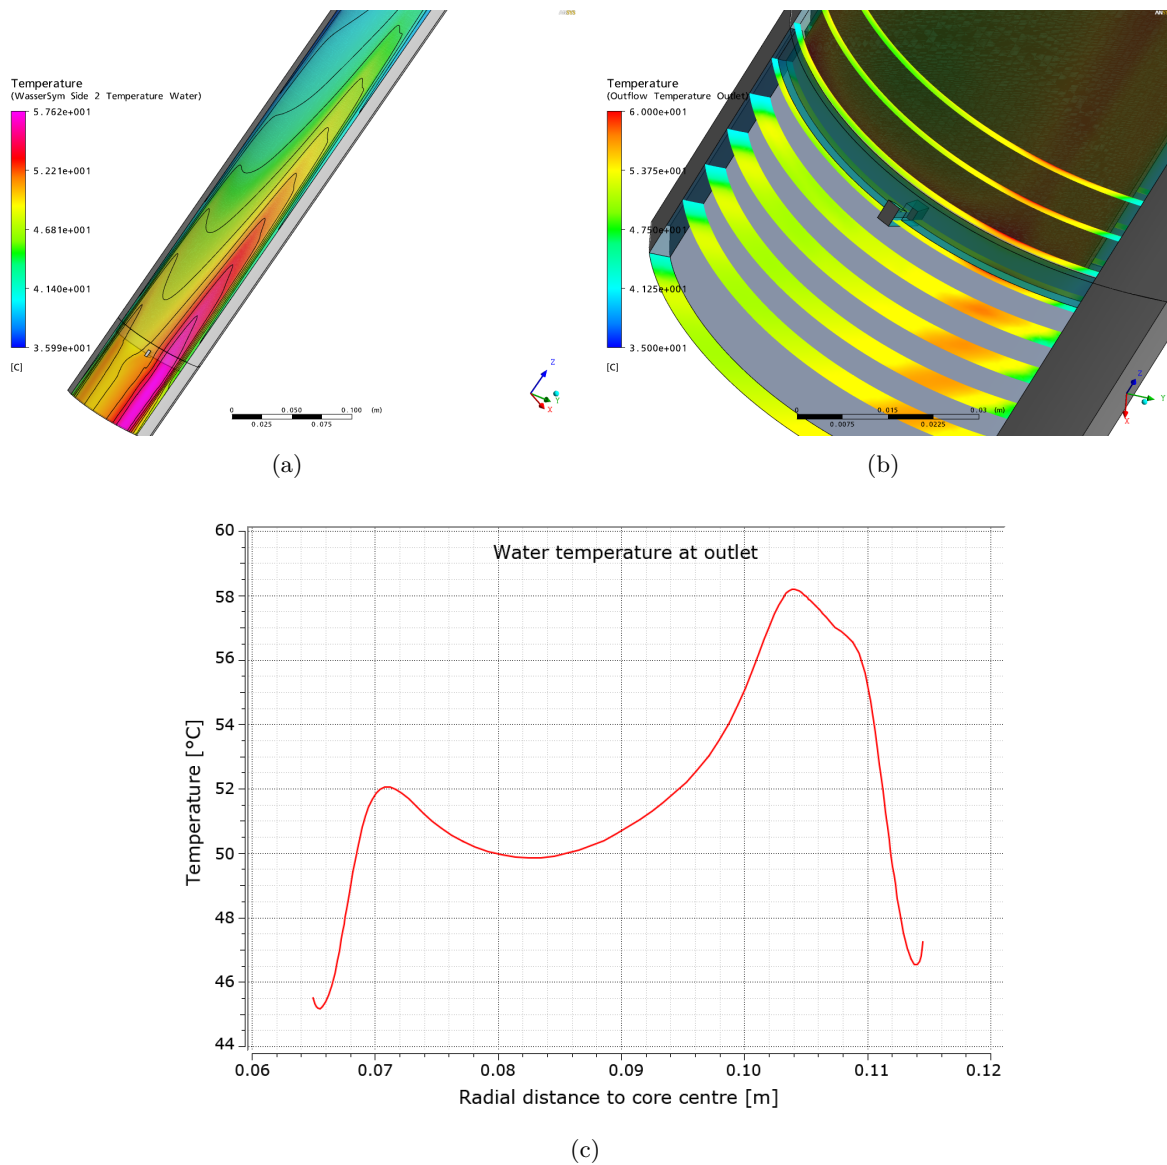 Temperature
(WasserSym Side 2 Temperature Water)
5.762e+001
5.221e+001
4.681e+001
4.140e+001
3.599e+001
[C]
0 0.050 0.100 (m)
0.025 0.075
Z
Y
X
(a)
Temperature
(Outflow Temperature Outlet)
6.000e+001
5.375e+001
4.750e+001
4.125e+001
3.500e+001
[C]
0 0.015 03 (m)
0.0075 0.0225
Z
Y
X
(b)
Water temperature at outlet
Temperature [°C]
60
58
56
54
52
50
48
46
44
0.06 0.07 0.08 0.09 0.10 0.11 0.12
Radial distance to core centre [m]
(c)